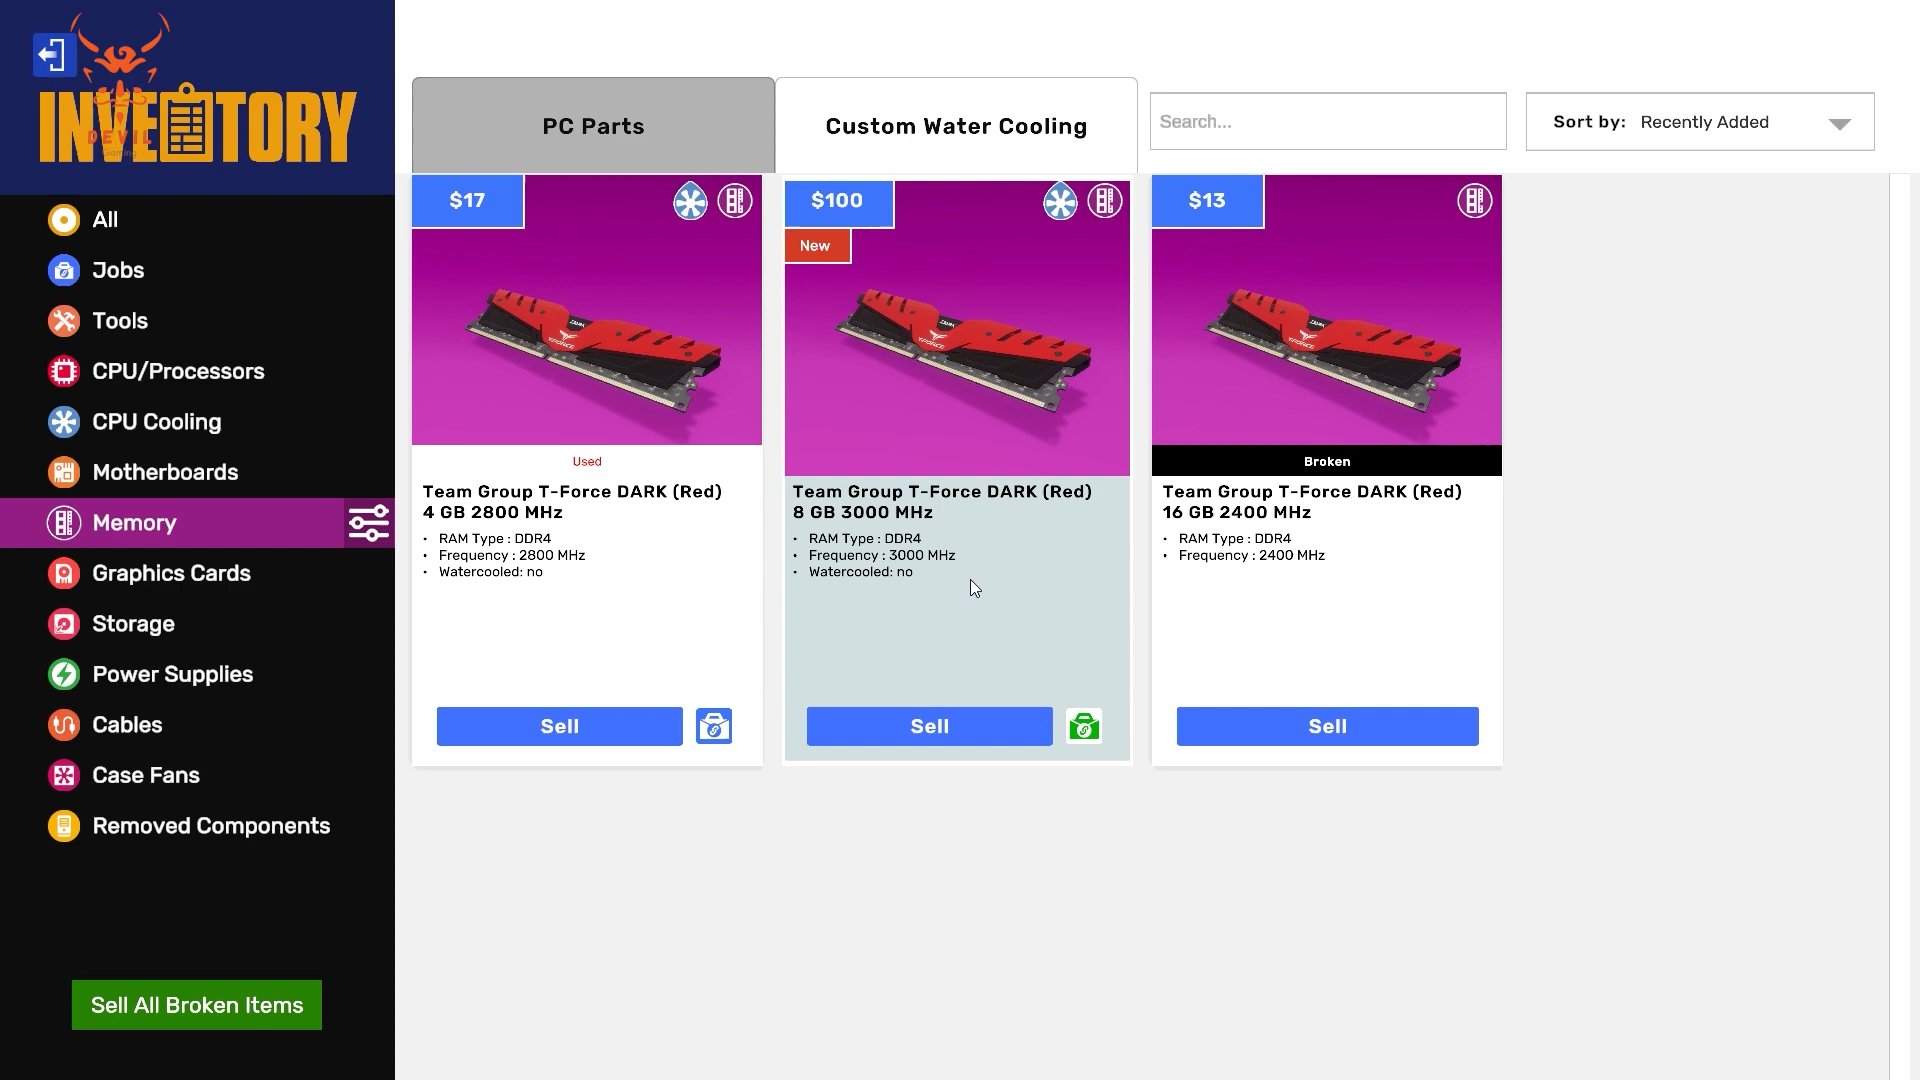 INVENTORY
DEVIL
Gaming
PC Parts
Custom Water Cooling
Search...
Sort by: Recently Added
All
Jobs
Tools
CPU/Processors
CPU Cooling
Motherboards
Memory
Graphics Cards
Storage
Power Supplies
Cables
Case Fans
Removed Components
Sell All Broken Items
$17
Used
Team Group T-Force DARK (Red)
4 GB 2800 MHz
• RAM Type : DDR4
• Frequency : 2800 MHz
• Watercooled: no
Sell
$100
New
Team Group T-Force DARK (Red)
8 GB 3000 MHz
• RAM Type : DDR4
• Frequency : 3000 MHz
• Watercooled: no
Sell
$13
Broken
Team Group T-Force DARK (Red)
16 GB 2400 MHz
• RAM Type : DDR4
• Frequency : 2400 MHz
Sell